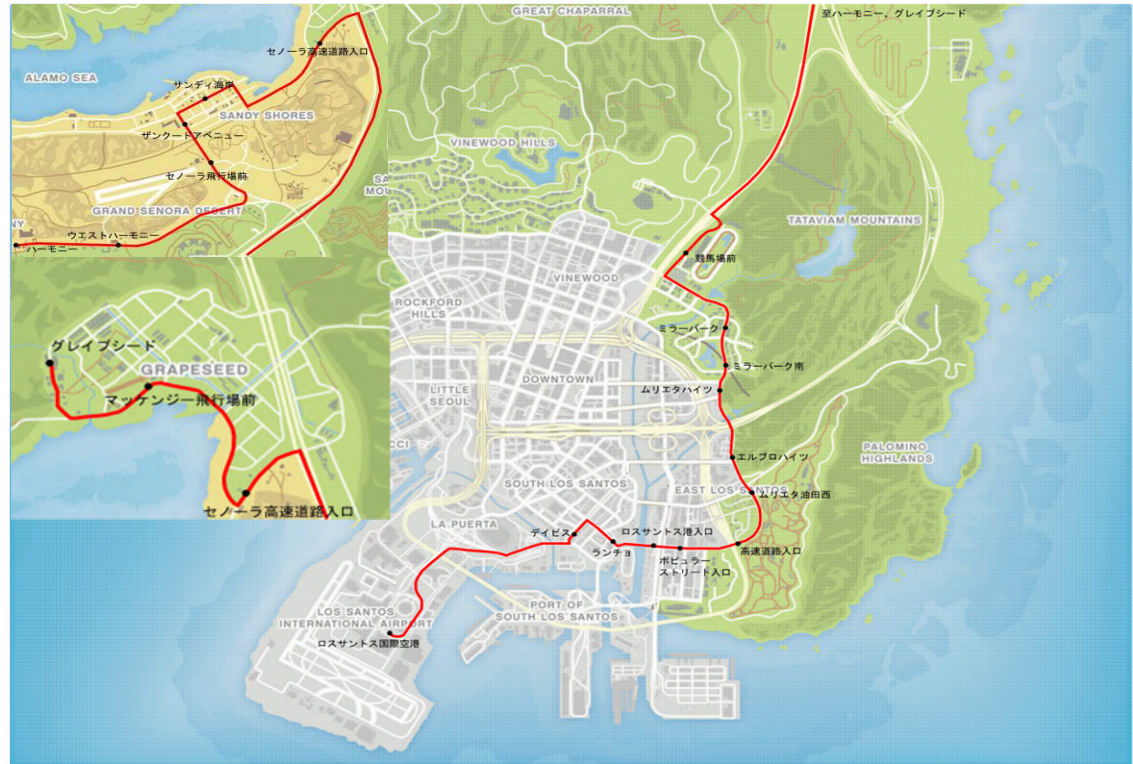 GREAT CHAPARRAL
至ハーモニー、グレイプシード
セノーラ高速道路入口
ALAMO SEA
サンディ海岸
SANDY SHORES
ザンクードアベニュー
セノーラ飛行場前
GRAND SENORA DESERT
NY
ウエストハーモニー
ハーモニー
SA
MOU
VINEWOOD HILLS
TATAVIAM MOUNTAINS
競馬場前
VINEWOOD
ROCKFORD
HILLS
ミラーパーク
グレイプシード
GRAPESEED
ミラーパーク南
マッケンジー飛行場前
DOWNTOWN
LITTLE
SEOUL
ムリエタハイツ
CCI
エルブロハイツ
PALOMINO
HIGHLANDS
SOUTH LOS SANTOS
EAST LOS SANTOS
ムリエタ油田西
セノーラ高速道路入口
LA PUERTA
デイビス
ロスサントス港入口
ランチョ
高速道路入口
ポピュラー
ストリート入口
LOS SANTOS
INTERNATIONAL AIRPORT
PORT OF
SOUTH LOS SANTOS
ロスサントス国際空港